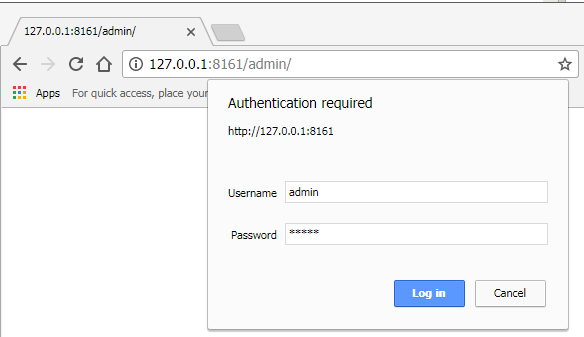 127.0.0.1:8161/admin/
127.0.0.1:8161/admin/
Apps For quick access, place your
Authentication required
http://127.0.0.1:8161
Username admin
Password *****
Log in Cancel